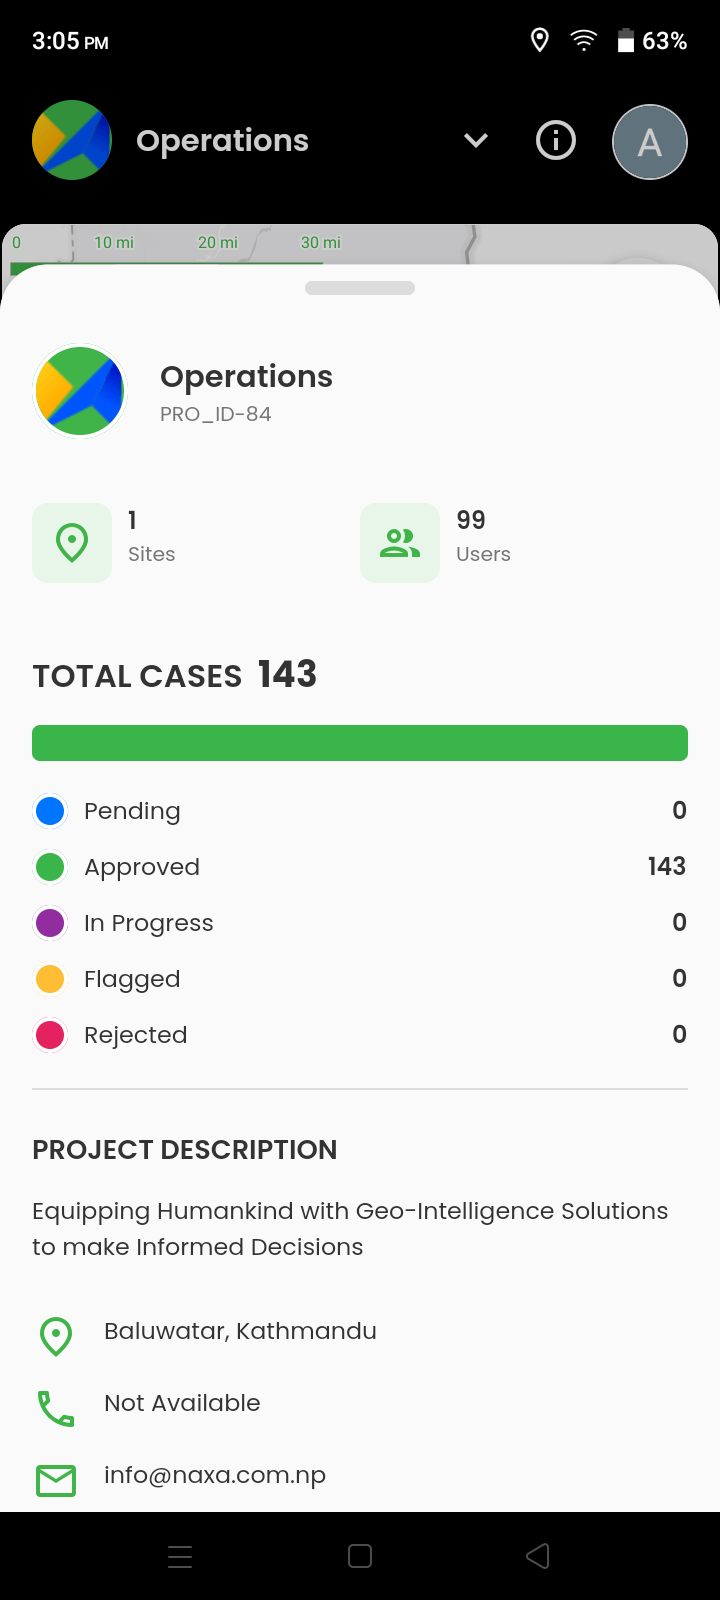 3:05 PM
63%
Operations
A
0 10 mi 20 mi 30 mi
Operations
PRO_ID-84
1
Sites
99
Users
TOTAL CASES 143
Pending 0
Approved 143
In Progress 0
Flagged 0
Rejected 0
PROJECT DESCRIPTION
Equipping Humankind with Geo-Intelligence Solutions
to make Informed Decisions
Baluwatar, Kathmandu
Not Available
info@naxa.com.np